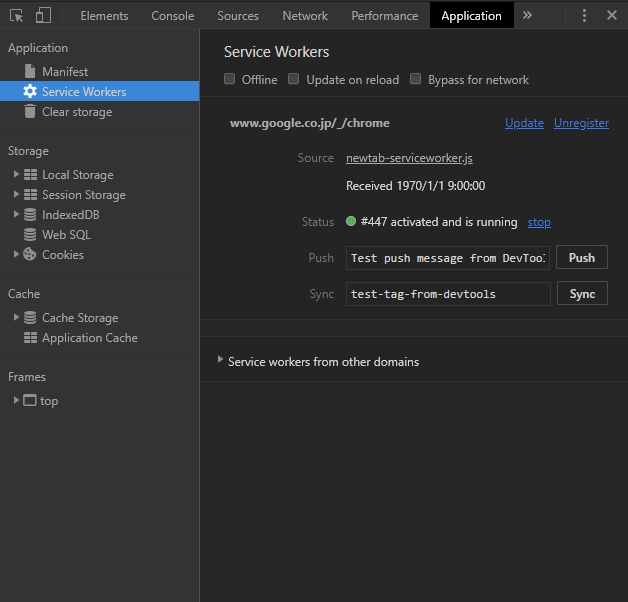 Elements Console Sources Network Performance Application »
Application
Manifest
Service Workers
Clear storage
Storage
Local Storage
Session Storage
IndexedDB
Web SQL
Cookies
Cache
Cache Storage
Application Cache
Frames
top
Service Workers
Offline Update on reload Bypass for network
www.google.co.jp/_/chrome Update Unregister
Source newtab-serviceworker.js
Received 1970/1/1 9:00:00
Status #447 activated and is running stop
Push Test push message from DevTool Push
Sync test-tag-from-devtools Sync
Service workers from other domains